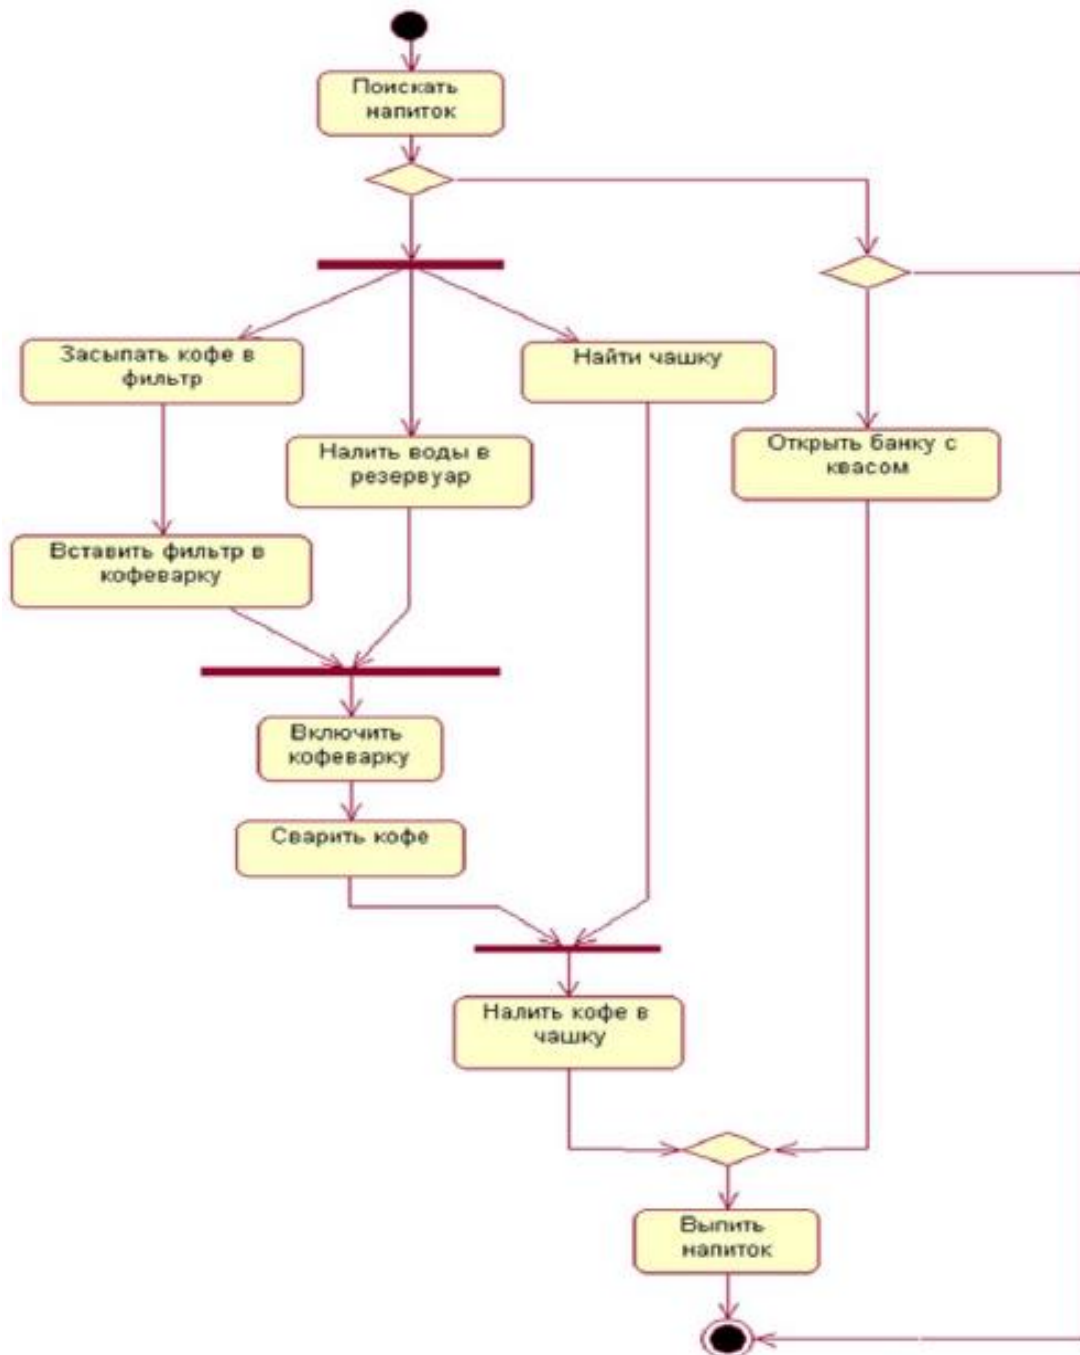 Поискать
напиток
Засыпать кофе в
фильтр
Найти чашку
Налить воды в
резервуар
Открыть банку с
квасом
Вставить фильтр в
кофеварку
Включить
кофеварку
Сварить кофе
Налить кофе в
чашку
Выпить
напиток